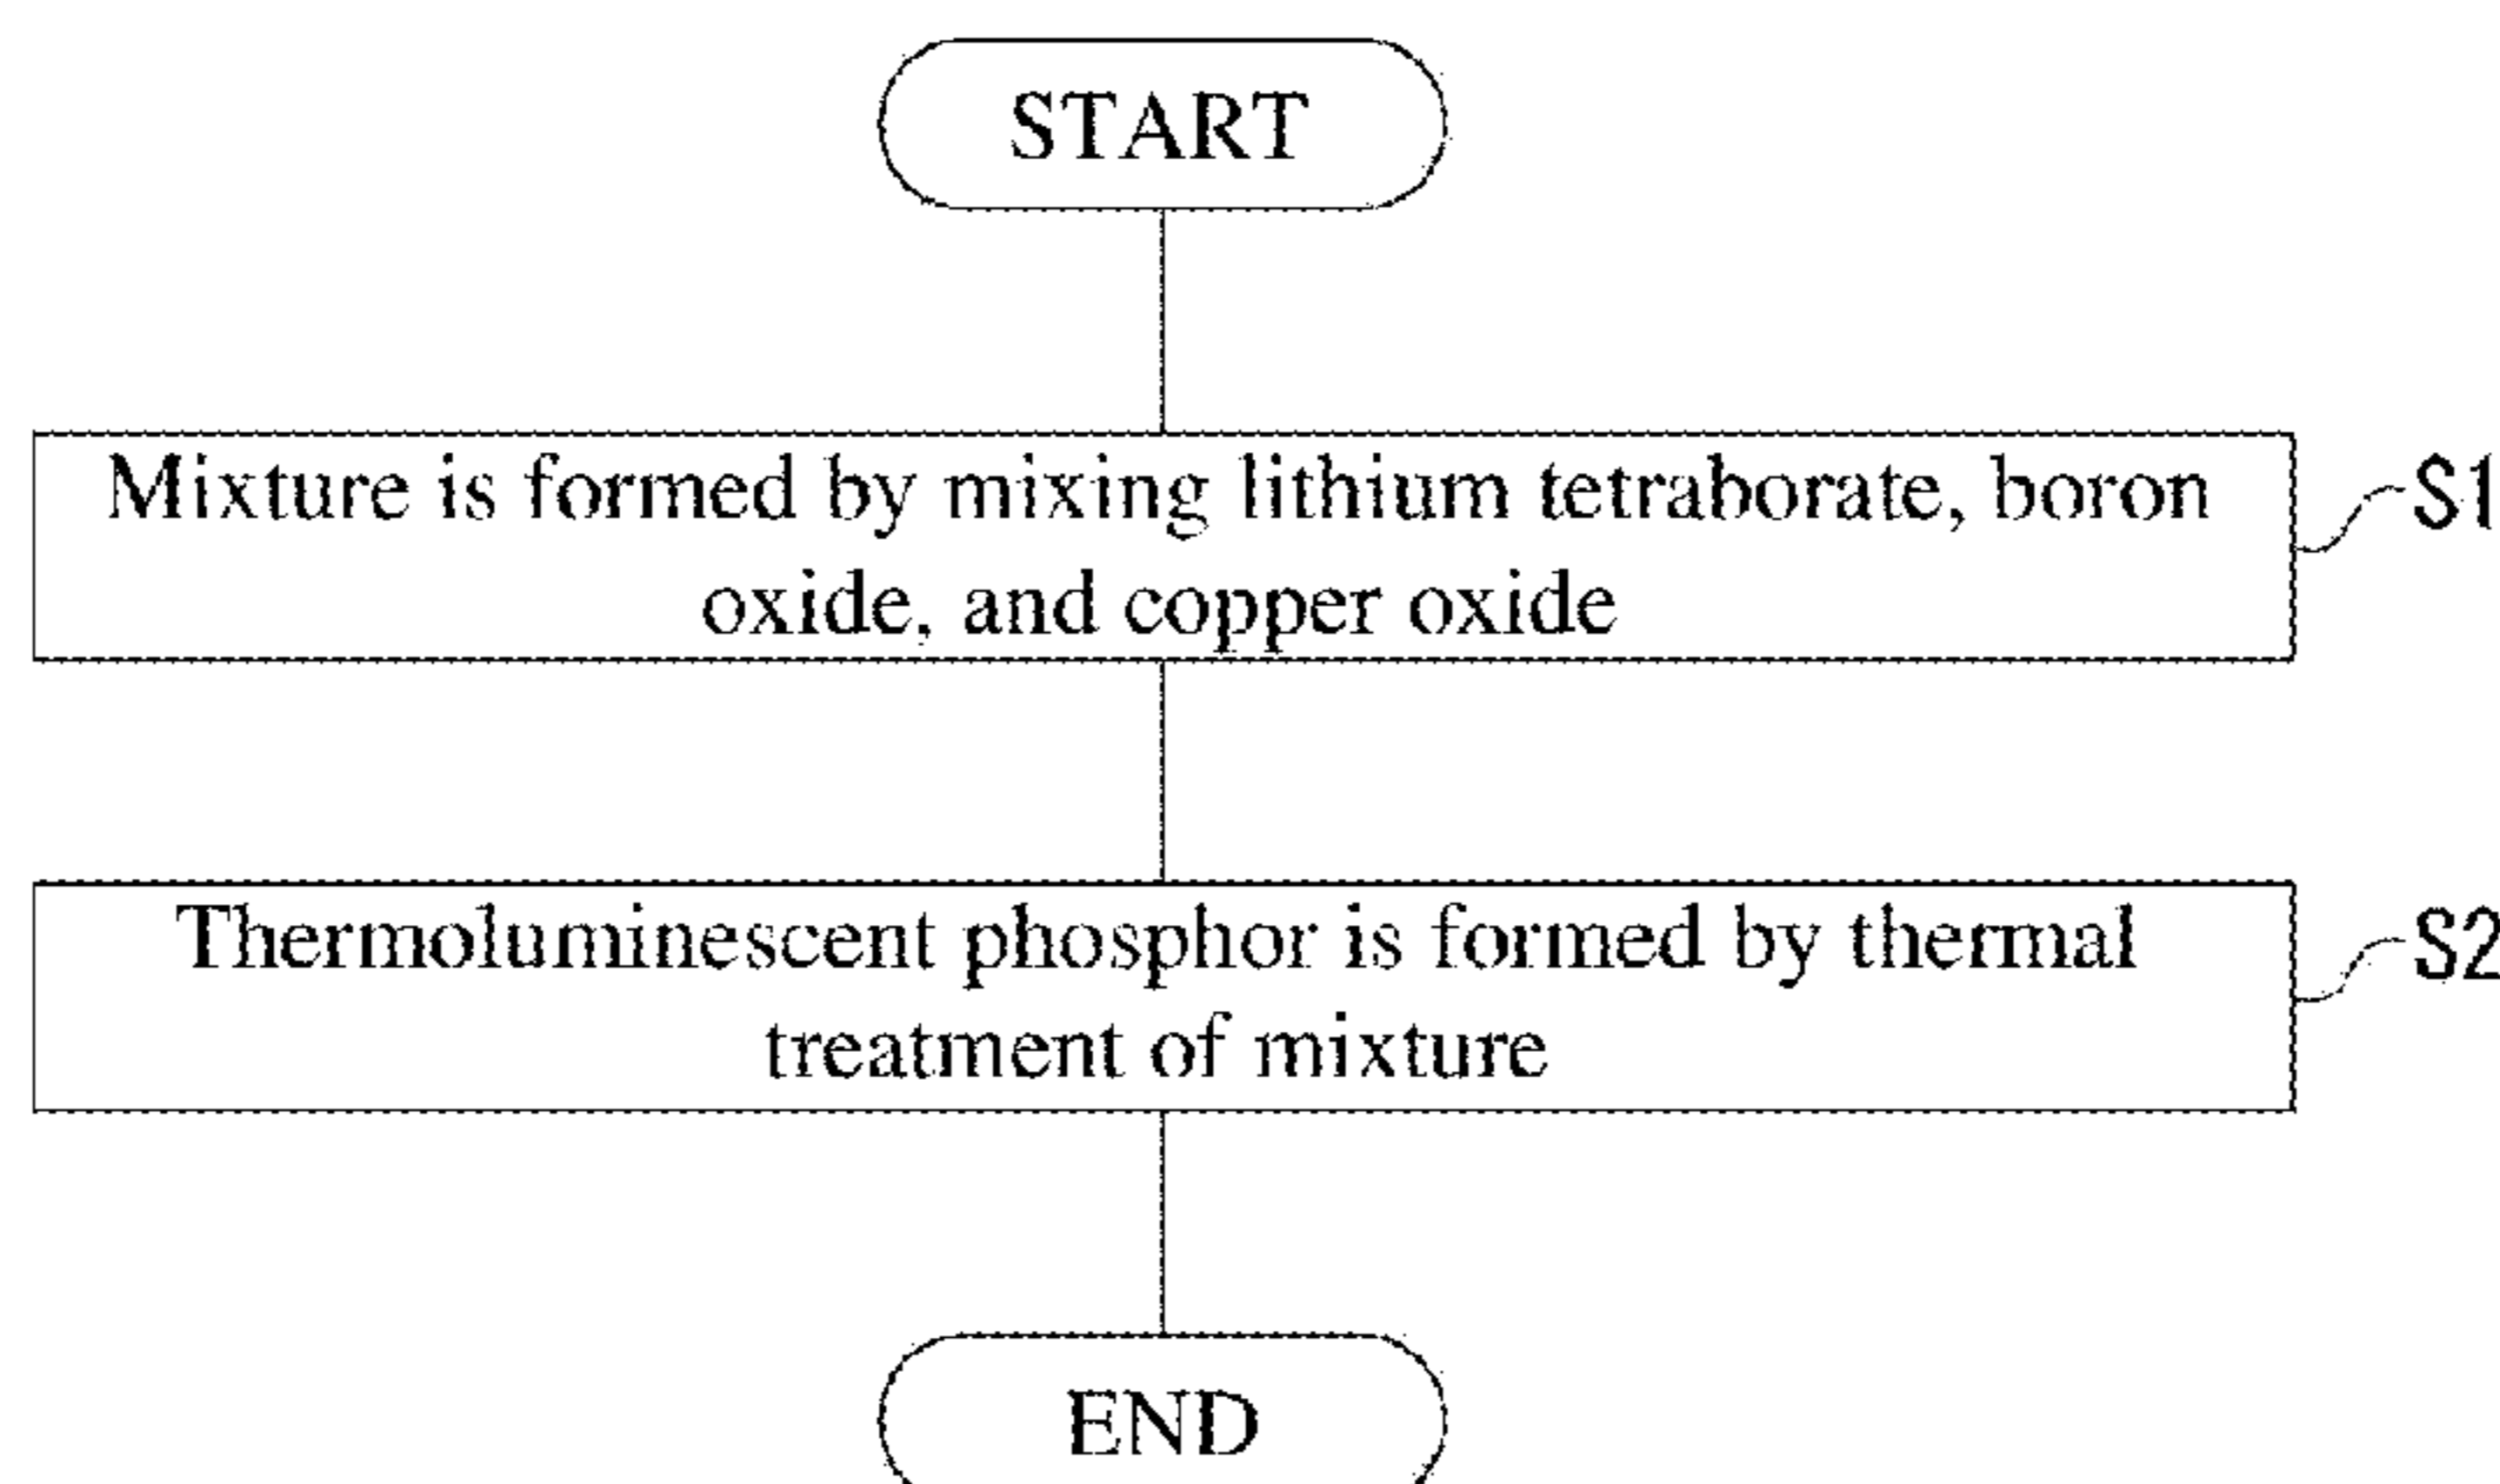 START
Mixture is formed by mixing lithium tetraborate, boron
oxide, and copper oxide
S1
Thermoluminescent phosphor is formed by thermal
treatment of mixture
S2
END